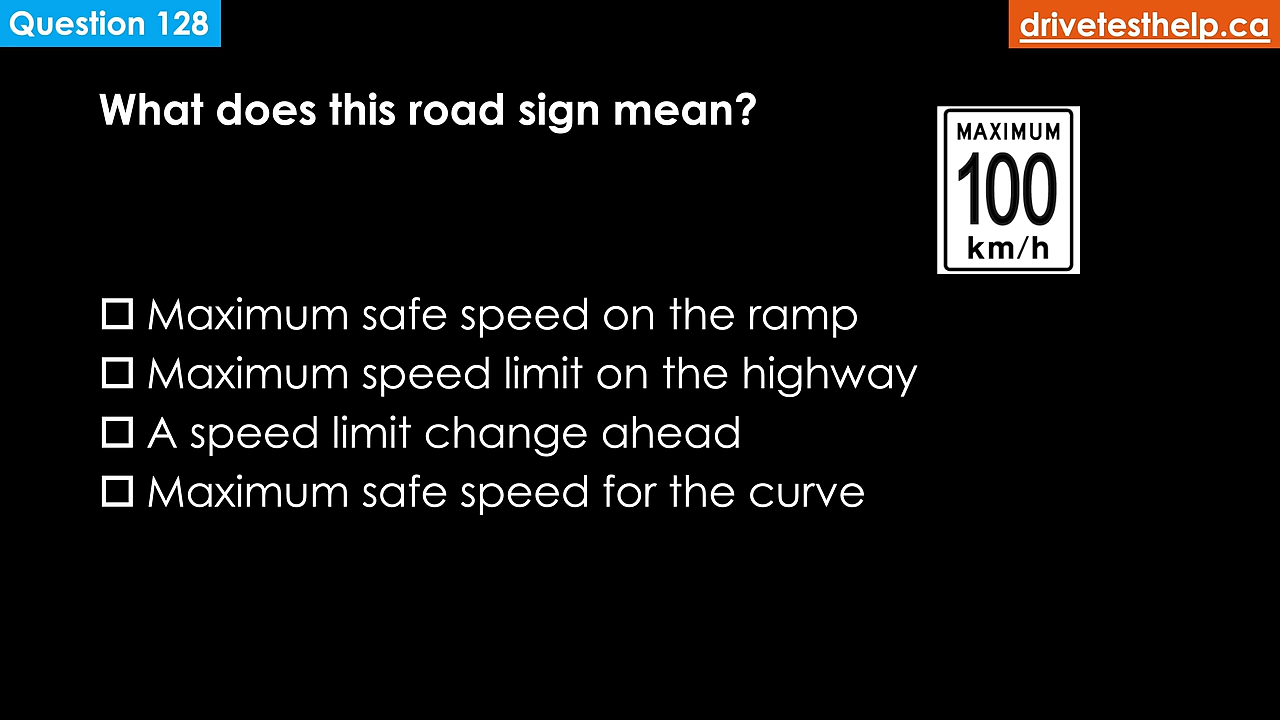 Question 128
drivetesthelp.ca
What does this road sign mean?
MAXIMUM
100
km/h
Maximum safe speed on the ramp
Maximum speed limit on the highway
A speed limit change ahead
Maximum safe speed for the curve